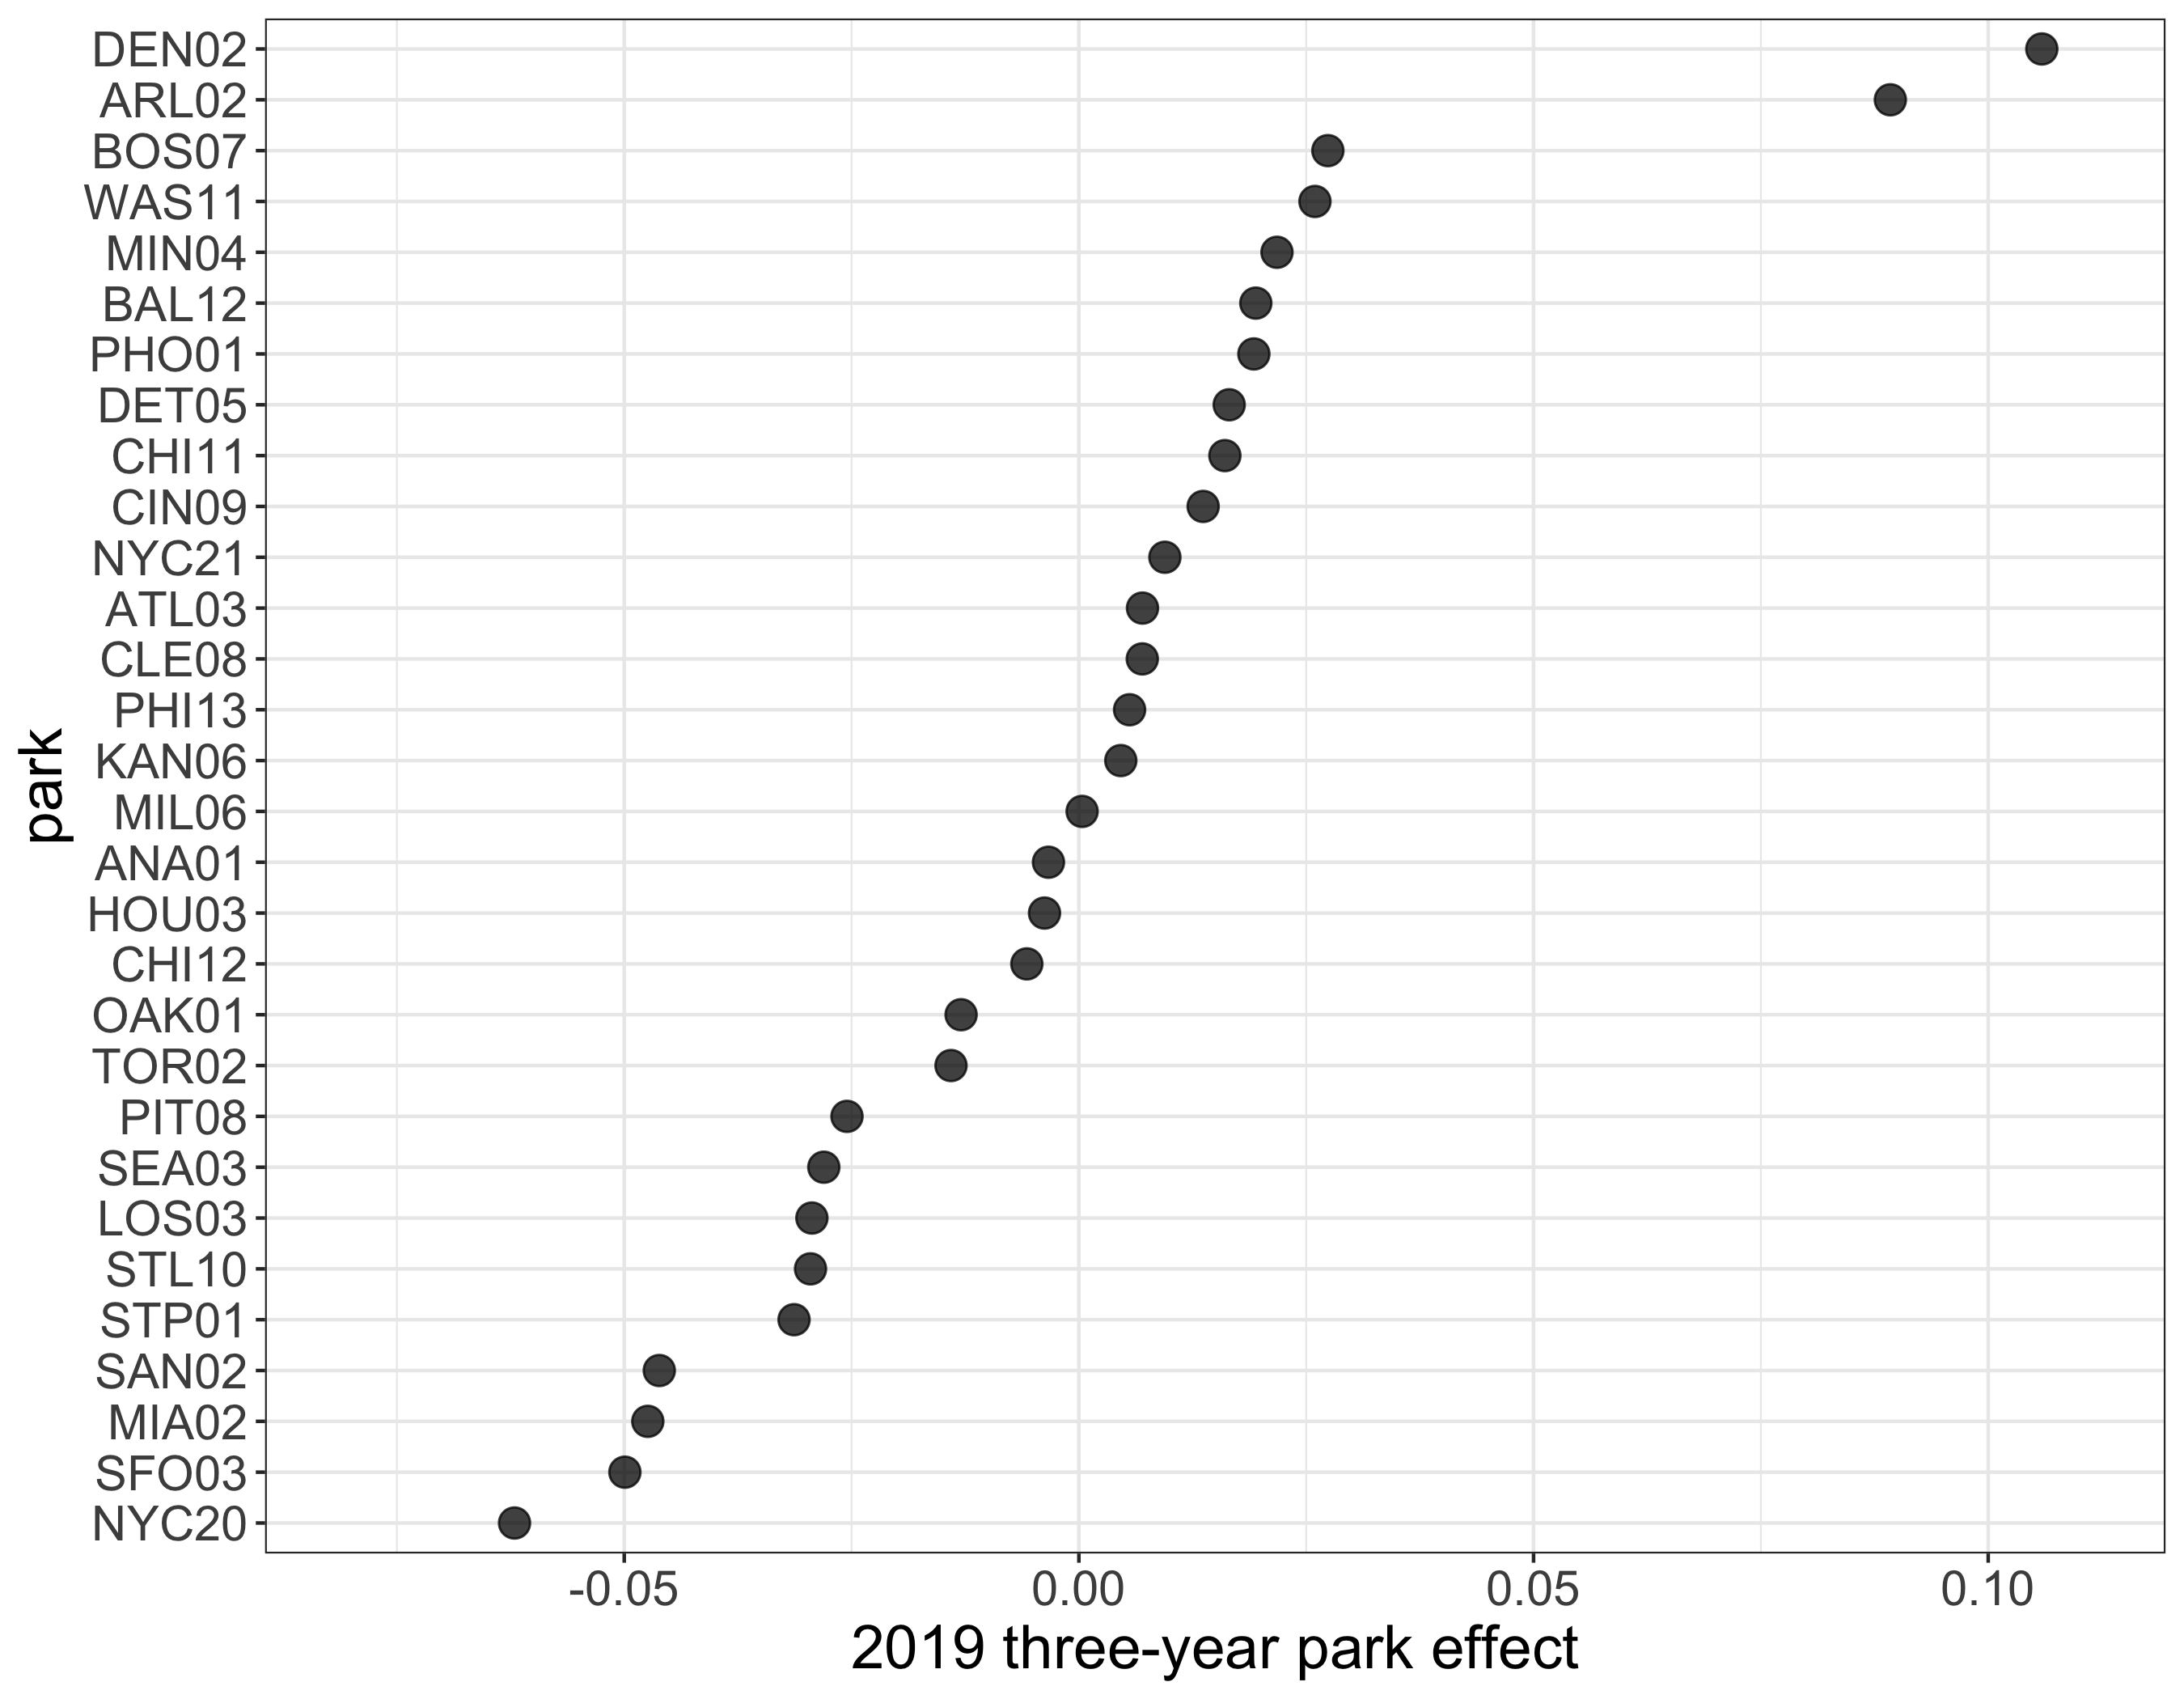 DEN02
ARL02
BOS07
WAS11
MIN04
BAL12
PHO01
DET05
CHI11
CIN09
NYC21
ATL03
CLE08
PHI13
KAN06
MIL06
ANA01
HOU03
CHI12
OAK01
TOR02
PIT08
SEA03
LOS03
STL10
STP01
SAN02
MIA02
SFO03
NYC20
park
-0.05 0.00 0.05 0.10
2019 three-year park effect